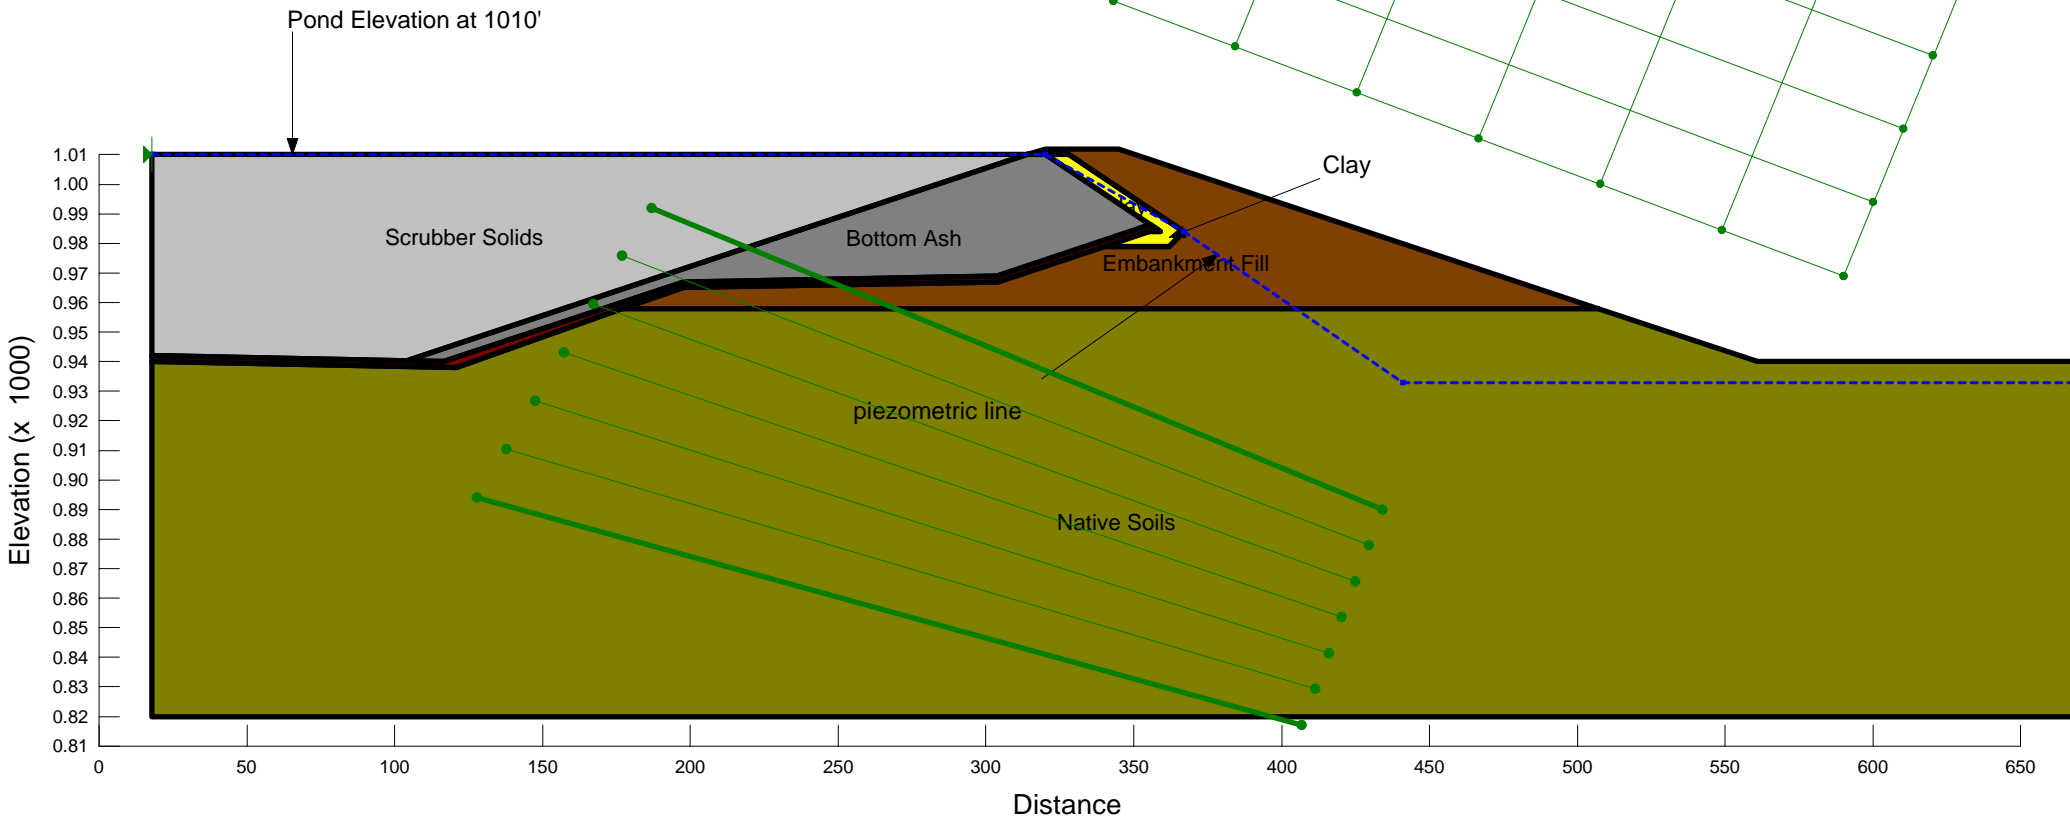 Pond Elevation at 1010'
Clay
Scrubber Solids
Bottom Ash
Embankment Fill
piezometric line
Native Soils
Elevation (x 1000)
1.01
1.00
0.99
0.98
0.97
0.96
0.95
0.94
0.93
0.92
0.91
0.90
0.89
0.88
0.87
0.86
0.85
0.84
0.83
0.82
0.81
0 50 100 150 200 250 300 350 400 450 500 550 600 650
Distance